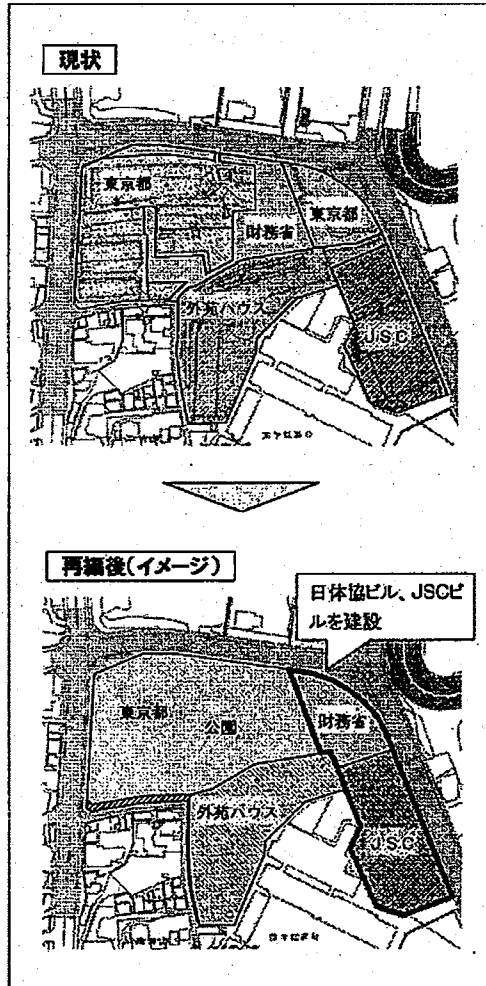 現状
東京都
東京都
財務省
外苑ハウス
J.S.C
再編後(イメージ)
日体協ビル、JSCビ
ルを建設
東京都
公園
財務省
外苑ハウス
J.S.C